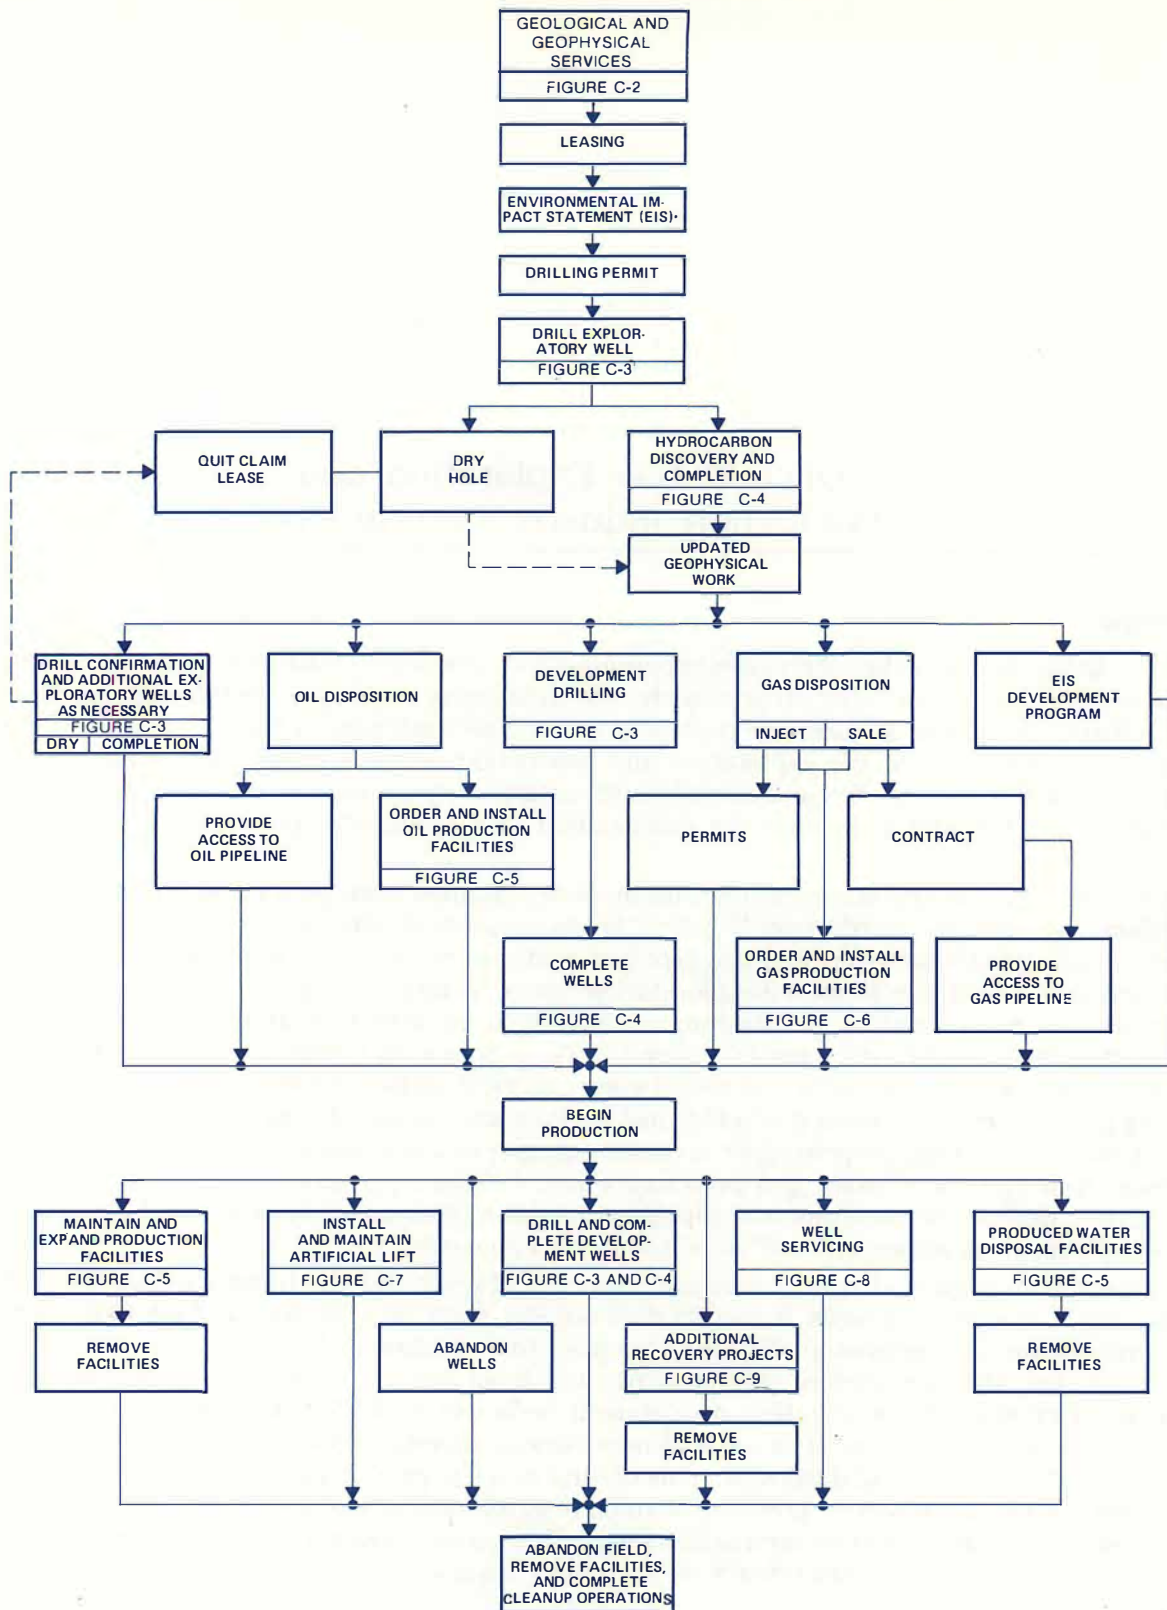 GEOLOGICAL AND
GEOPHYSICAL
SERVICES
FIGURE C-2
LEASING
ENVIRONMENTAL IM-
PACT STATEMENT (EIS)•
DRILLING PERMIT
DRILL EXPLOR-
ATORY WELL
FIGURE C-3
QUIT CLAIM
LEASE
DRY
HOLE
HYDROCARBON
DISCOVERY AND
COMPLETION
FIGURE C-4
UPDATED
GEOPHYSICAL
WORK
DRILL CONFIRMATION
AND ADDITIONAL EX-
PLORATORY WELLS
AS NECESSARY
FIGURE C-3
DRY COMPLETION
OIL DISPOSITION
DEVELOPMENT
DRILLING
FIGURE C-3
GAS DISPOSITION
INJECT SALE
EIS
DEVELOPMENT
PROGRAM
PROVIDE
ACCESS TO
OIL PIPELINE
ORDER AND INSTALL
OIL PRODUCTION
FACILITIES
FIGURE C-5
PERMITS
CONTRACT
COMPLETE
WELLS
FIGURE C-4
ORDER AND INSTALL
GAS PRODUCTION
FACILITIES
FIGURE C-6
PROVIDE
ACCESS TO
GAS PIPELINE
BEGIN
PRODUCTION
MAINTAIN AND
EXPAND PRODUCTION
FACILITIES
FIGURE C-5
INSTALL
AND MAINTAIN
ARTIFICIAL LIFT
FIGURE C-7
DRILL AND COM-
PLETE DEVELOP-
MENT WELLS
FIGURE C-3 AND C-4
WELL
SERVICING
FIGURE C-8
PRODUCED WATER
DISPOSAL FACILITIES
FIGURE C-5
REMOVE
FACILITIES
ABANDON
WELLS
ADDITIONAL
RECOVERY PROJECTS
FIGURE C-9
REMOVE
FACILITIES
REMOVE
FACILITIES
ABANDON FIELD,
REMOVE FACILITIES,
AND COMPLETE
CLEANUP OPERATIONS